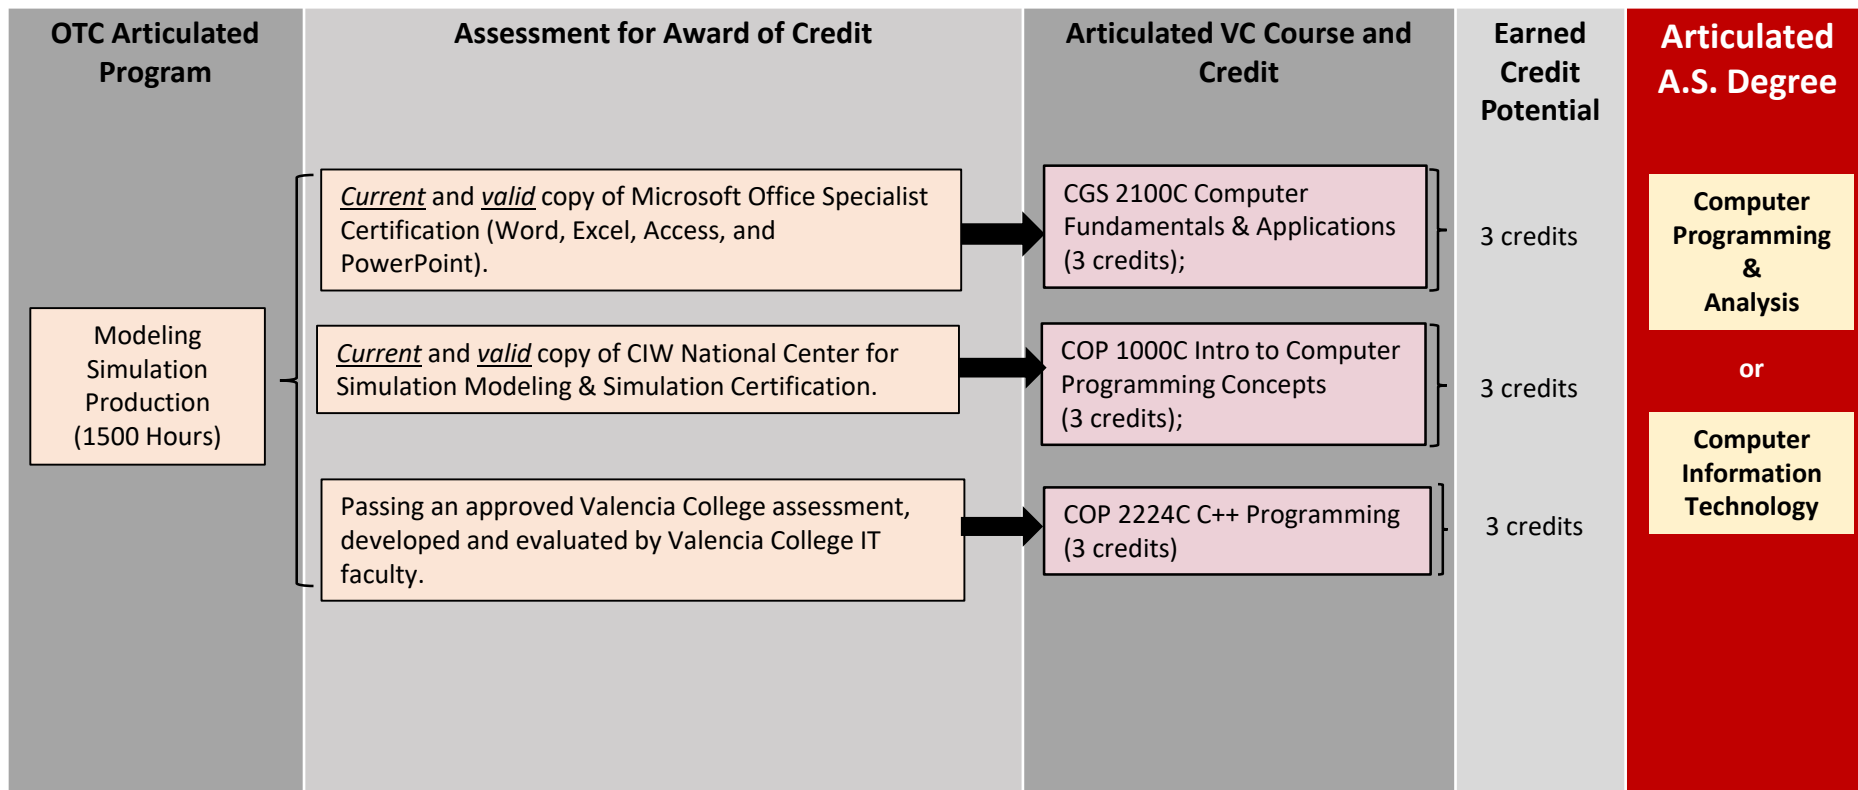 OTC Articulated
Program
Assessment for Award of Credit
Articulated VC Course and
Credit
Earned
Credit
Potential
Articulated
A.S. Degree
Modeling
Simulation
Production
(1500 Hours)
Current and valid copy of Microsoft Office Specialist
Certification (Word, Excel, Access, and
PowerPoint).
CGS 2100C Computer
Fundamentals & Applications
(3 credits);
3 credits
Current and valid copy of CIW National Center for
Simulation Modeling & Simulation Certification.
COP 1000C Intro to Computer
Programming Concepts
(3 credits);
3 credits
Passing an approved Valencia College assessment,
developed and evaluated by Valencia College IT
faculty.
COP 2224C C++ Programming
(3 credits)
3 credits
Computer
Programming
&
Analysis
or
Computer
Information
Technology